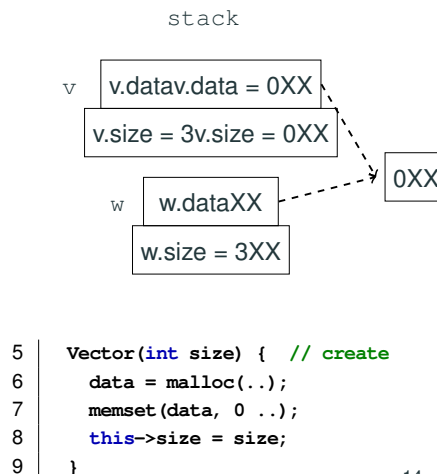 stack
v v.datav.data = 0XX
v.size = 3v.size = 0XX
0XX
w w.dataXX
w.size = 3XX
5 Vector(int size) { // create
6 data = malloc(..);
7 memset(data, 0 ..);
8 this->size = size;
9 }